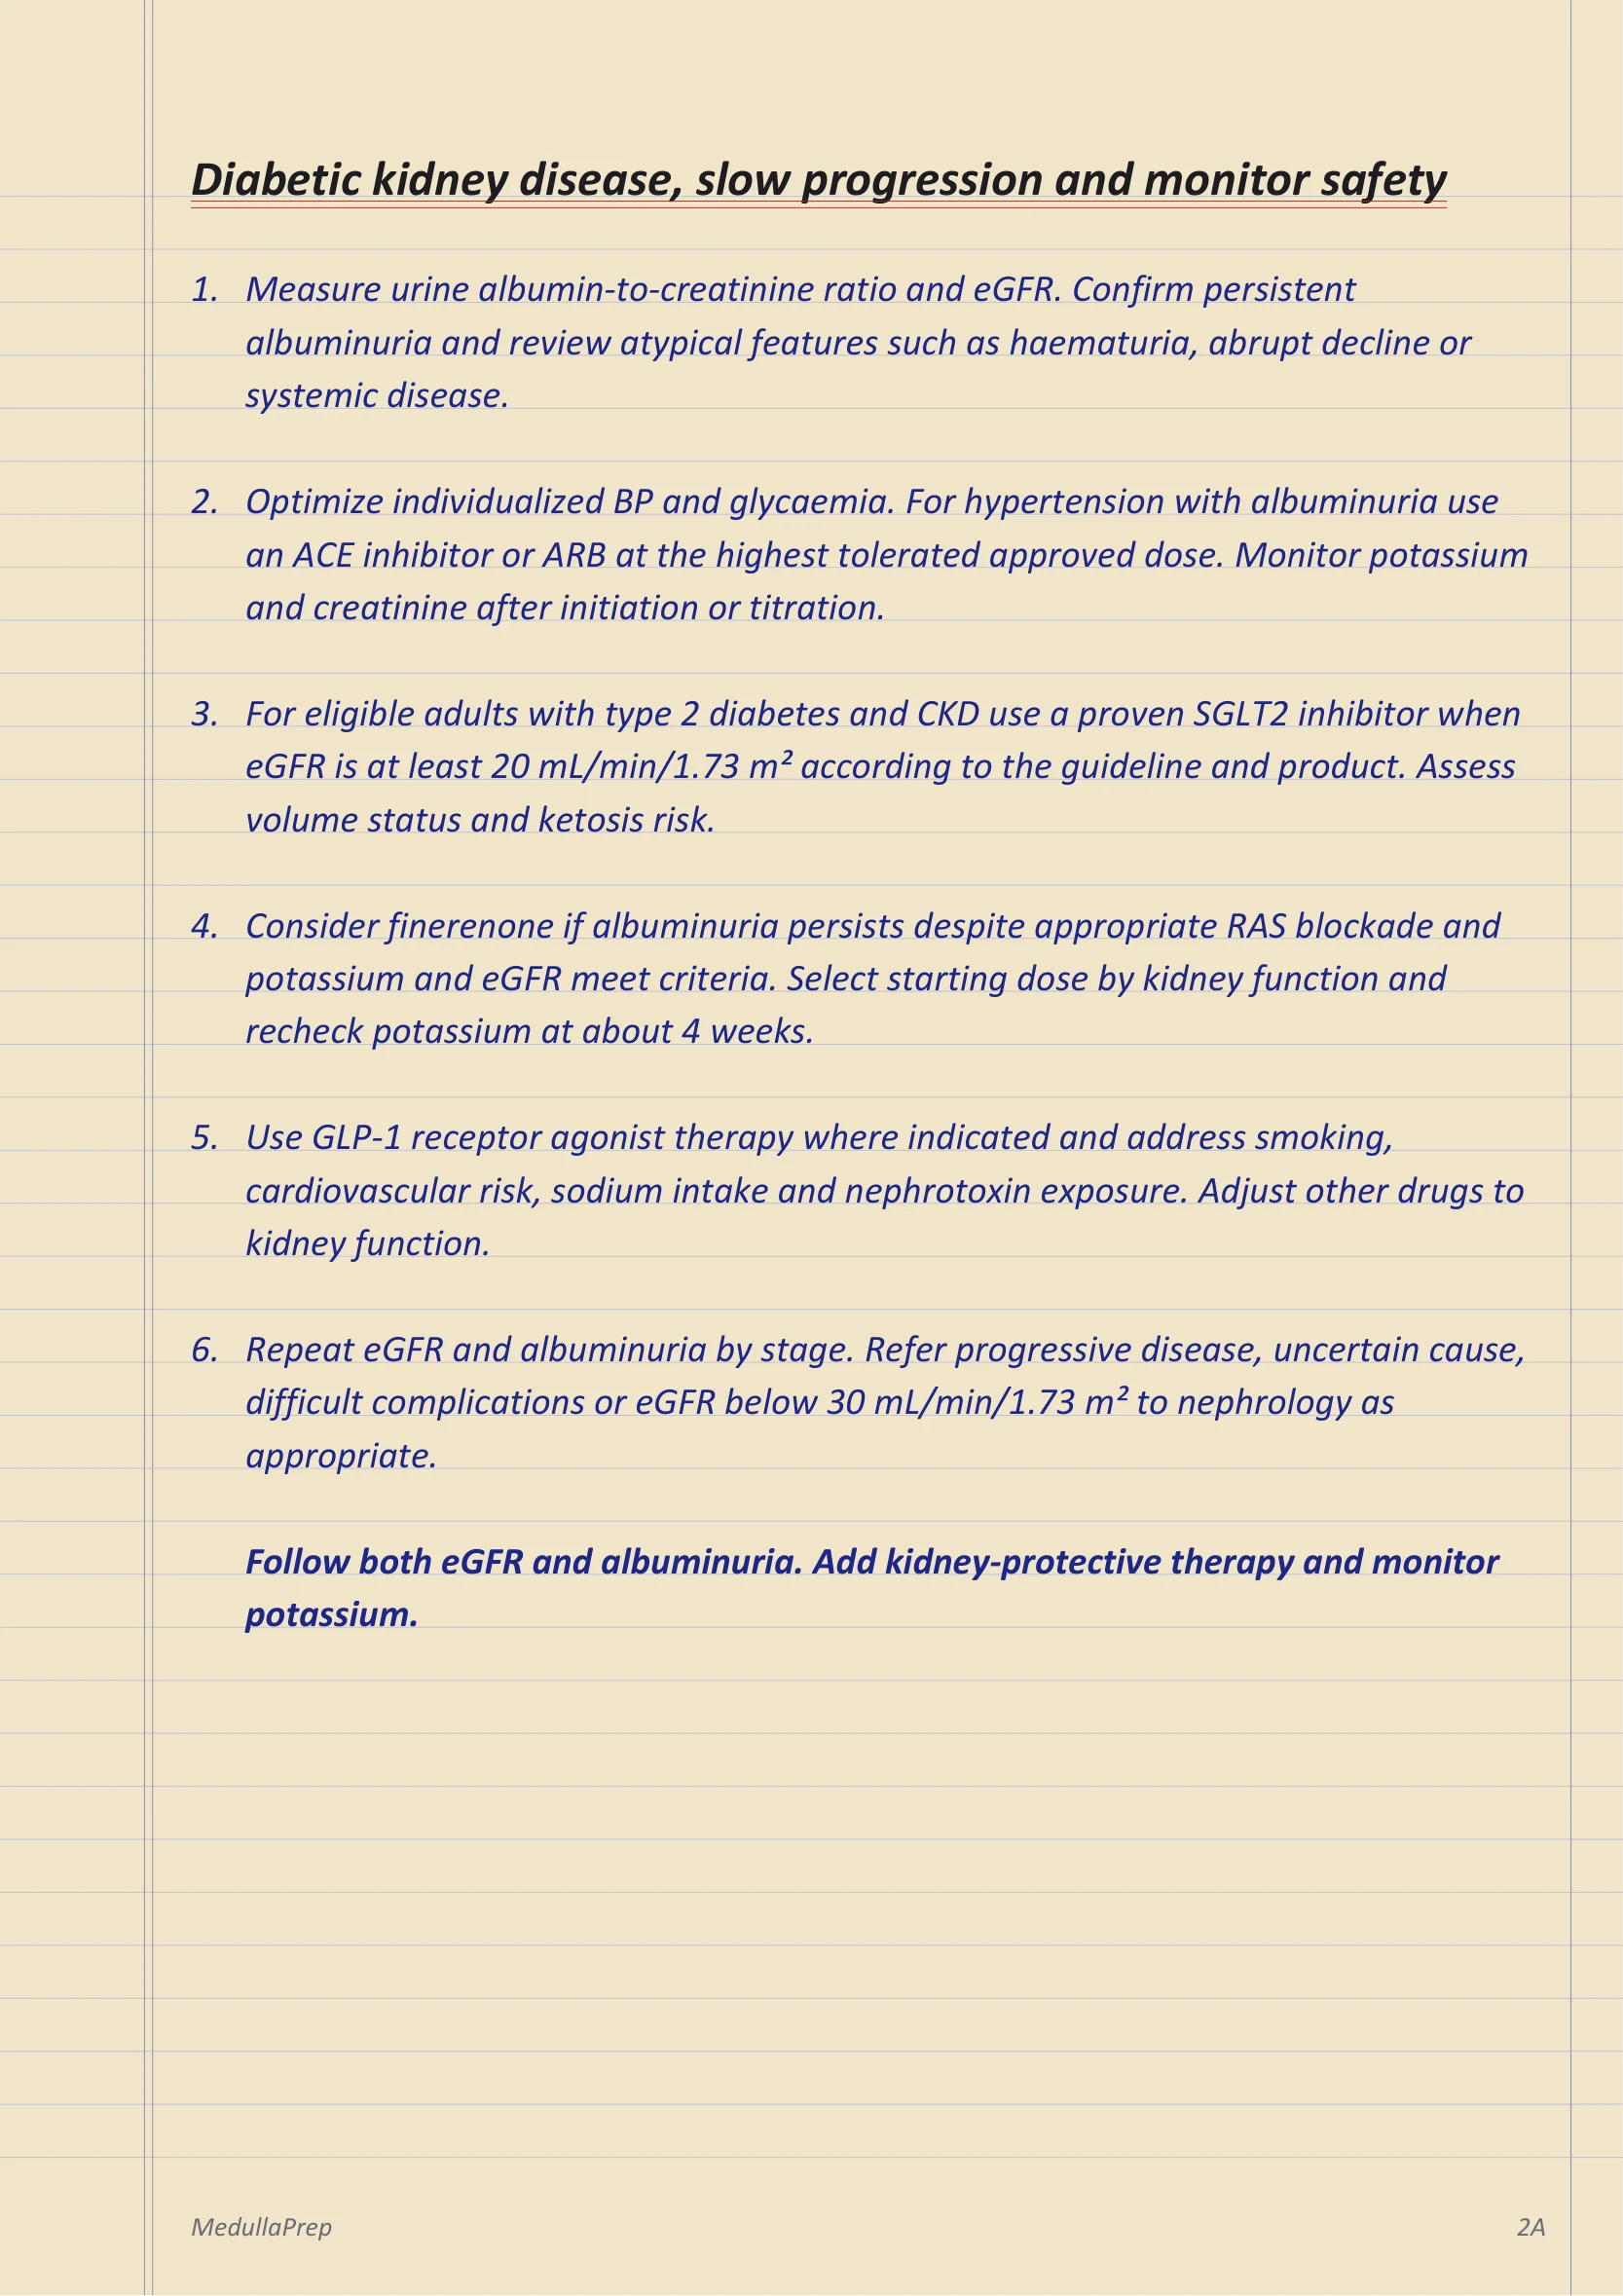 Diabetic kidney disease, slow progression and monitor safety
1. Measure urine albumin-to-creatinine ratio and eGFR. Confirm persistent
albuminuria and review atypical features such as haematuria, abrupt decline or
systemic disease.
2. Optimize individualized BP and glycaemia. For hypertension with albuminuria use
an ACE inhibitor or ARB at the highest tolerated approved dose. Monitor potassium
and creatinine after initiation or titration.
3. For eligible adults with type 2 diabetes and CKD use a proven SGLT2 inhibitor when
eGFR is at least 20 mL/min/1.73 m² according to the guideline and product. Assess
volume status and ketosis risk.
4. Consider finerenone if albuminuria persists despite appropriate RAS blockade and
potassium and eGFR meet criteria. Select starting dose by kidney function and
recheck potassium at about 4 weeks.
5. Use GLP-1 receptor agonist therapy where indicated and address smoking,
cardiovascular risk, sodium intake and nephrotoxin exposure. Adjust other drugs to
kidney function.
6. Repeat eGFR and albuminuria by stage. Refer progressive disease, uncertain cause,
difficult complications or eGFR below 30 mL/min/1.73 m² to nephrology as
appropriate.
Follow both eGFR and albuminuria. Add kidney-protective therapy and monitor
potassium.
MedullaPrep
2A